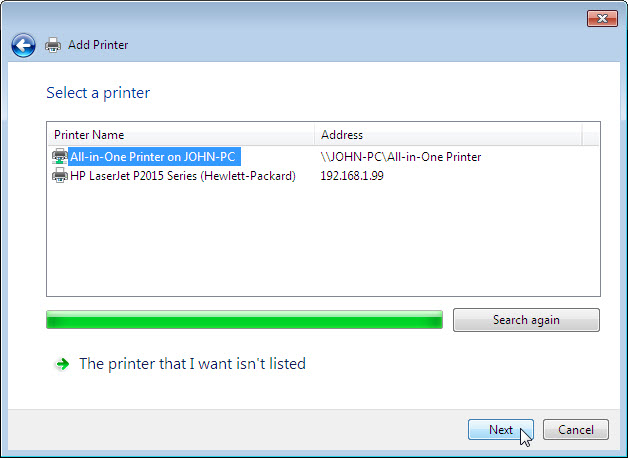 Add Printer
Select a printer
Printer Name Address
All-in-One Printer on JOHN-PC \\JOHN-PC\All-in-One Printer
HP LaserJet P2015 Series (Hewlett-Packard) 192.168.1.99
Search again
The printer that I want isn't listed
Next Cancel